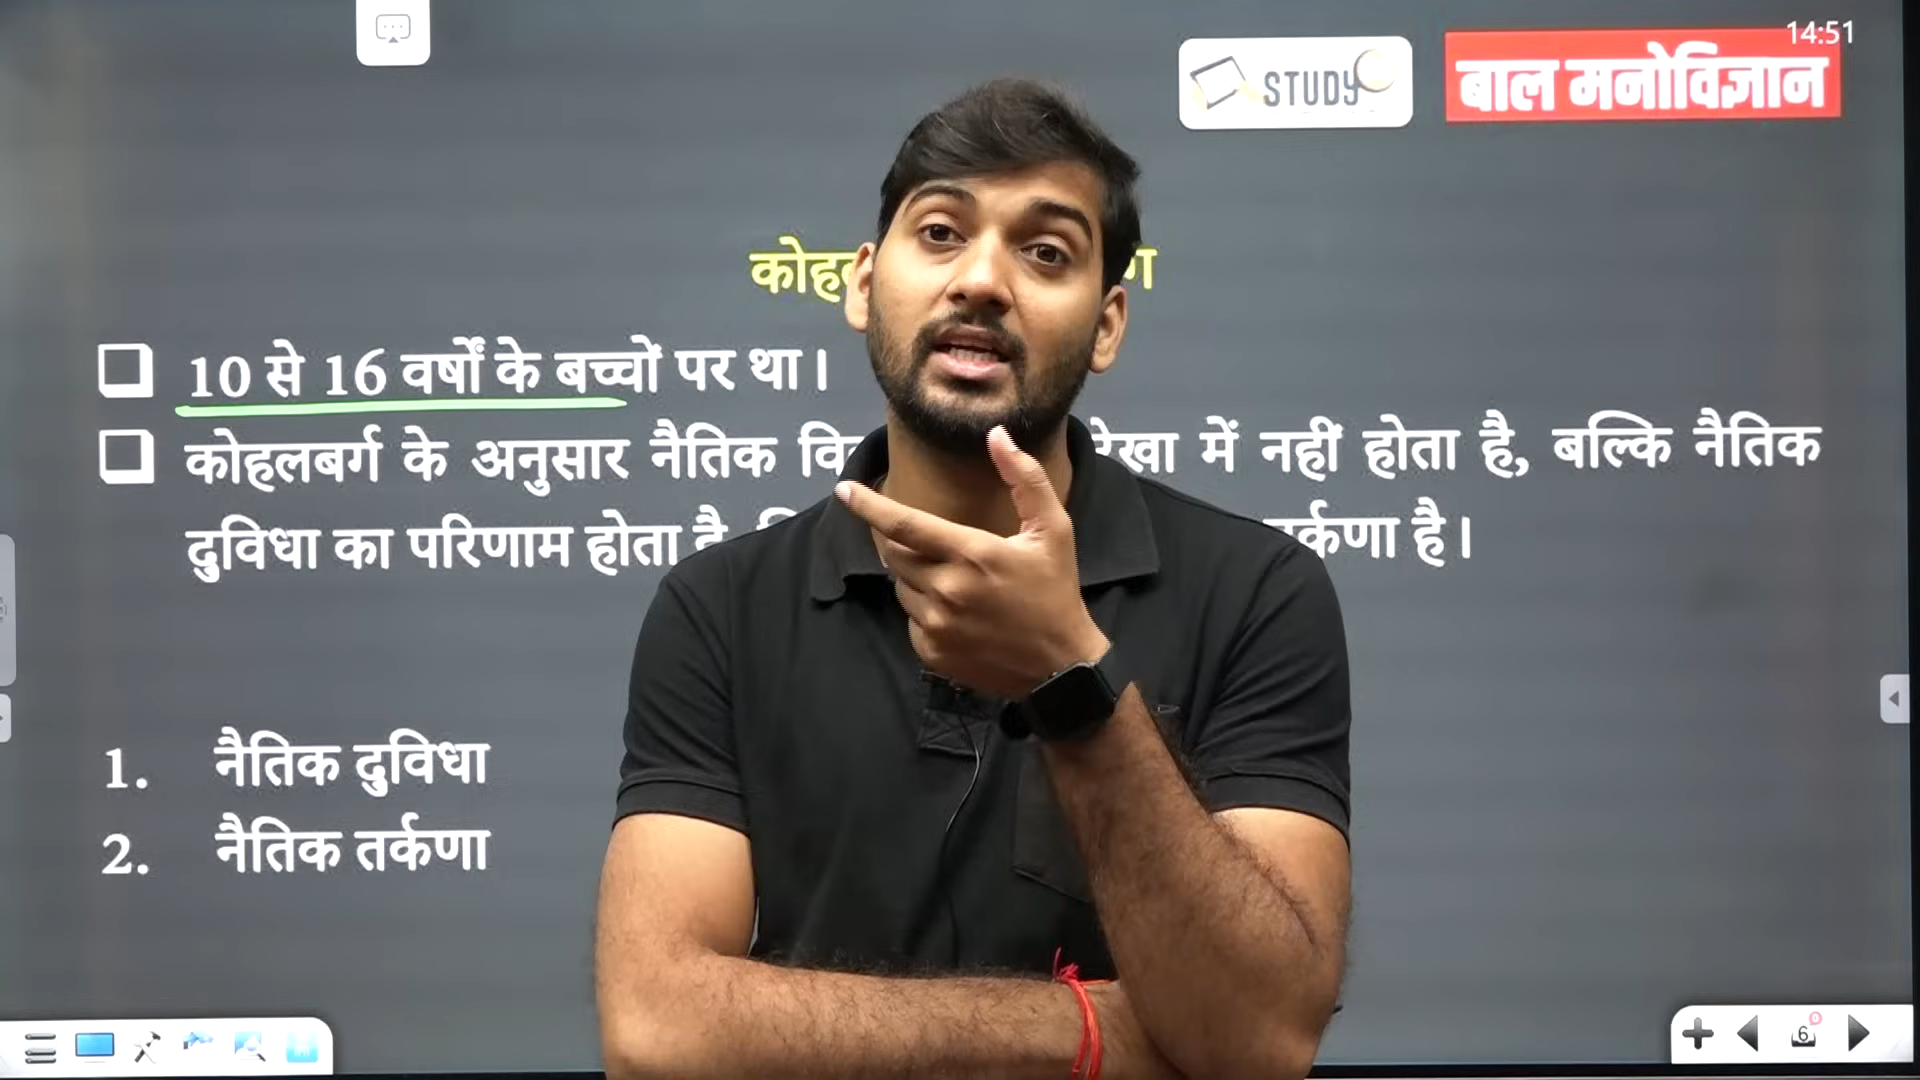 14:51
STUDY
बाल मनोविज्ञान
10 से 16 वर्षों के बच्चों पर था।
कोहलबर्ग के अनुसार नैतिक रेखा में नहीं होता है, बल्कि नैतिक
दुविधा का परिणाम होता है है।
1. नैतिक दुविधा
2. नैतिक तर्कणा
6